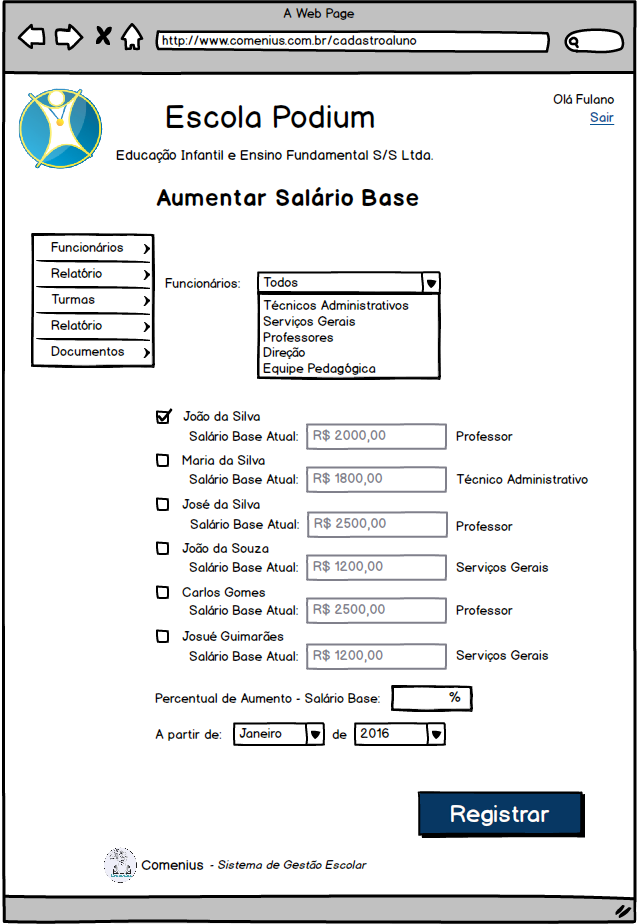 A Web Page
http://www.comenius.com.br/cadastroaluno
Olá Fulano
Sair
Escola Podium
Educação Infantil e Ensino Fundamental S/S Ltda.
Aumentar Salário Base
Funcionários
Relatório
Turmas
Relatório
Documentos
Funcionários: Todos
Técnicos Administrativos
Serviços Gerais
Professores
Direção
Equipe Pedagógica
João da Silva
Salário Base Atual: R$ 2000,00 Professor
Maria da Silva
Salário Base Atual: R$ 1800,00 Técnico Administrativo
José da Silva
Salário Base Atual: R$ 2500,00 Professor
João da Souza
Salário Base Atual: R$ 1200,00 Serviços Gerais
Carlos Gomes
Salário Base Atual: R$ 2500,00 Professor
Josué Guimarães
Salário Base Atual: R$ 1200,00 Serviços Gerais
Percentual de Aumento - Salário Base: %
A partir de: Janeiro de 2016
Registrar
Comenius - Sistema de Gestão Escolar